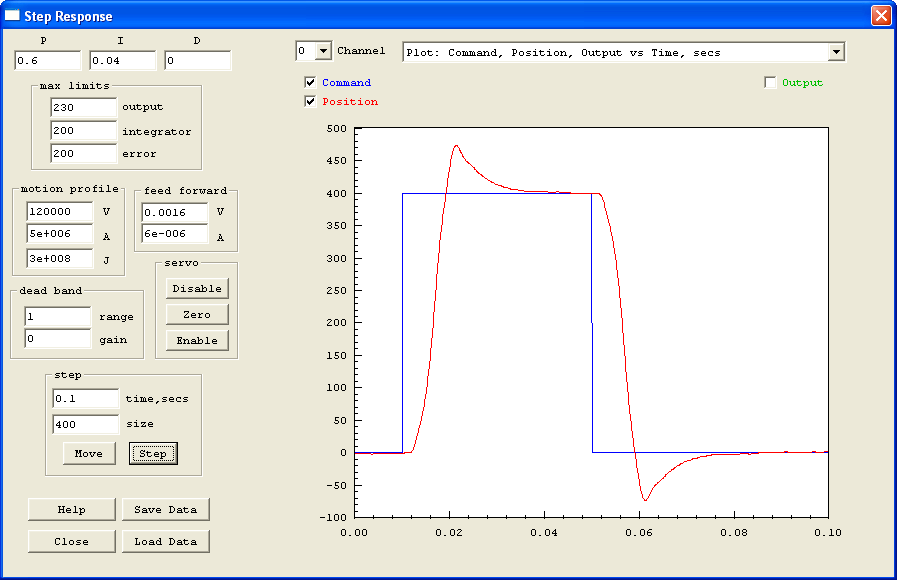 Step Response
P I D
0.6 0.04 0
0 Channel Plot: Command, Position, Output vs Time, secs
Command Output
Position
max limits
230 output
200 integrator
200 error
motion profile
120000 V
5e+006 A
3e+008 J
feed forward
0.0016 V
6e-006 A
servo
Disable
Zero
Enable
dead band
1 range
0 gain
step
0.1 time,secs
400 size
Move Step
Help Save Data
Close Load Data
500
450
400
350
300
250
200
150
100
50
0
-50
-100
0.00 0.02 0.04 0.06 0.08 0.10